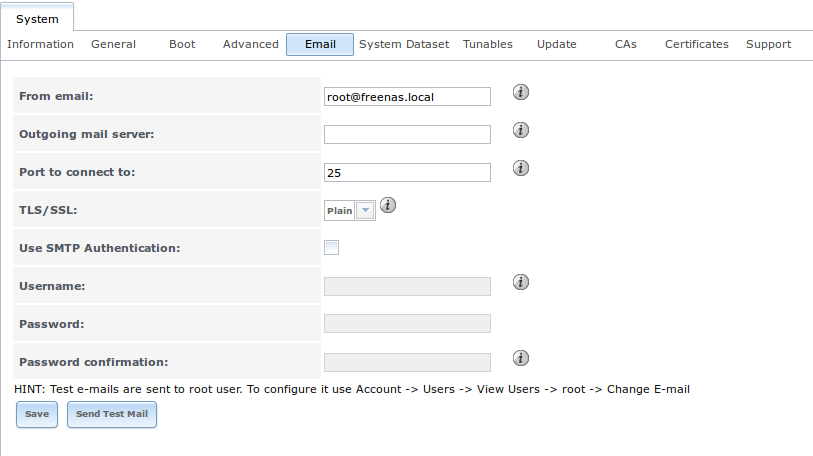 System
Information General Boot Advanced Email System Dataset Tunables Update CAs Certificates Support
From email: root@freenas.local
Outgoing mail server:
Port to connect to: 25
TLS/SSL: Plain
Use SMTP Authentication:
Username:
Password:
Password confirmation:
HINT: Test e-mails are sent to root user. To configure it use Account -> Users -> View Users -> root -> Change E-mail
Save Send Test Mail